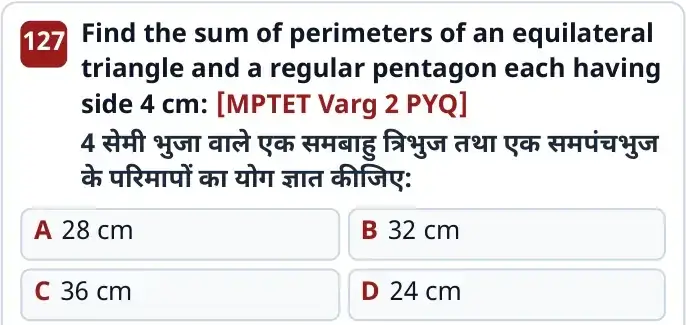 127 Find the sum of perimeters of an equilateral
triangle and a regular pentagon each having
side 4 cm: [MPTET Varg 2 PYQ]
4 सेमी भुजा वाले एक समबाहु त्रिभुज तथा एक समपंचभुज
के परिमापों का योग ज्ञात कीजिए:
A 28 cm
B 32 cm
C 36 cm
D 24 cm